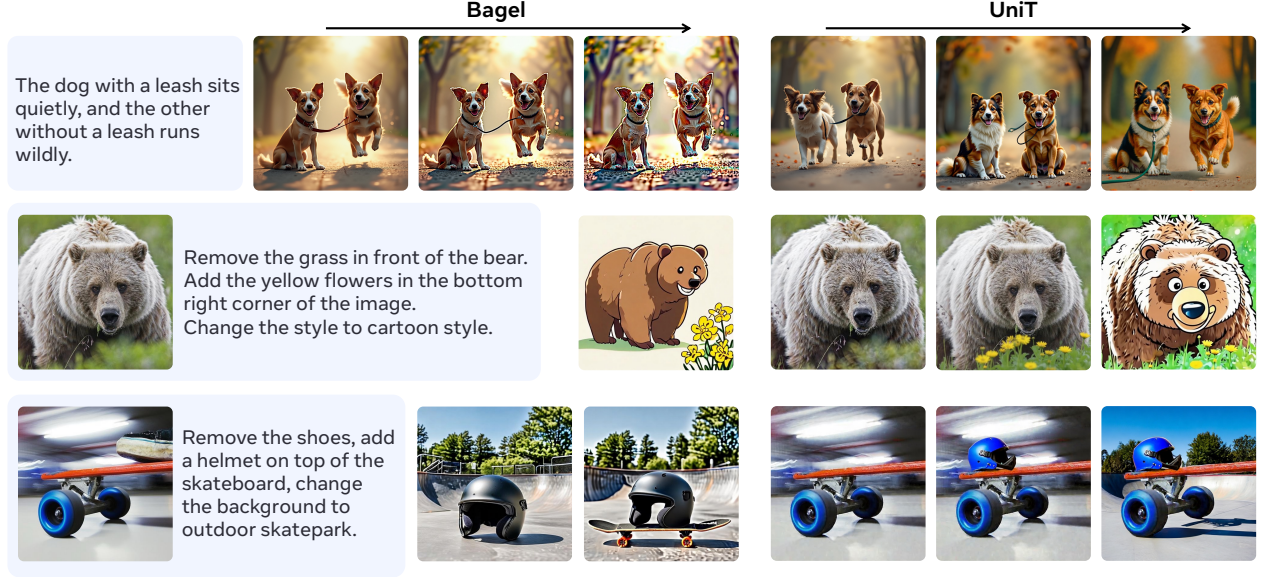 Bagel
UniT
The dog with a leash sits
quietly, and the other
without a leash runs
wildly.
Remove the grass in front of the bear.
Add the yellow flowers in the bottom
right corner of the image.
Change the style to cartoon style.
Remove the shoes, add
a helmet on top of the
skateboard, change
the background to
outdoor skatepark.